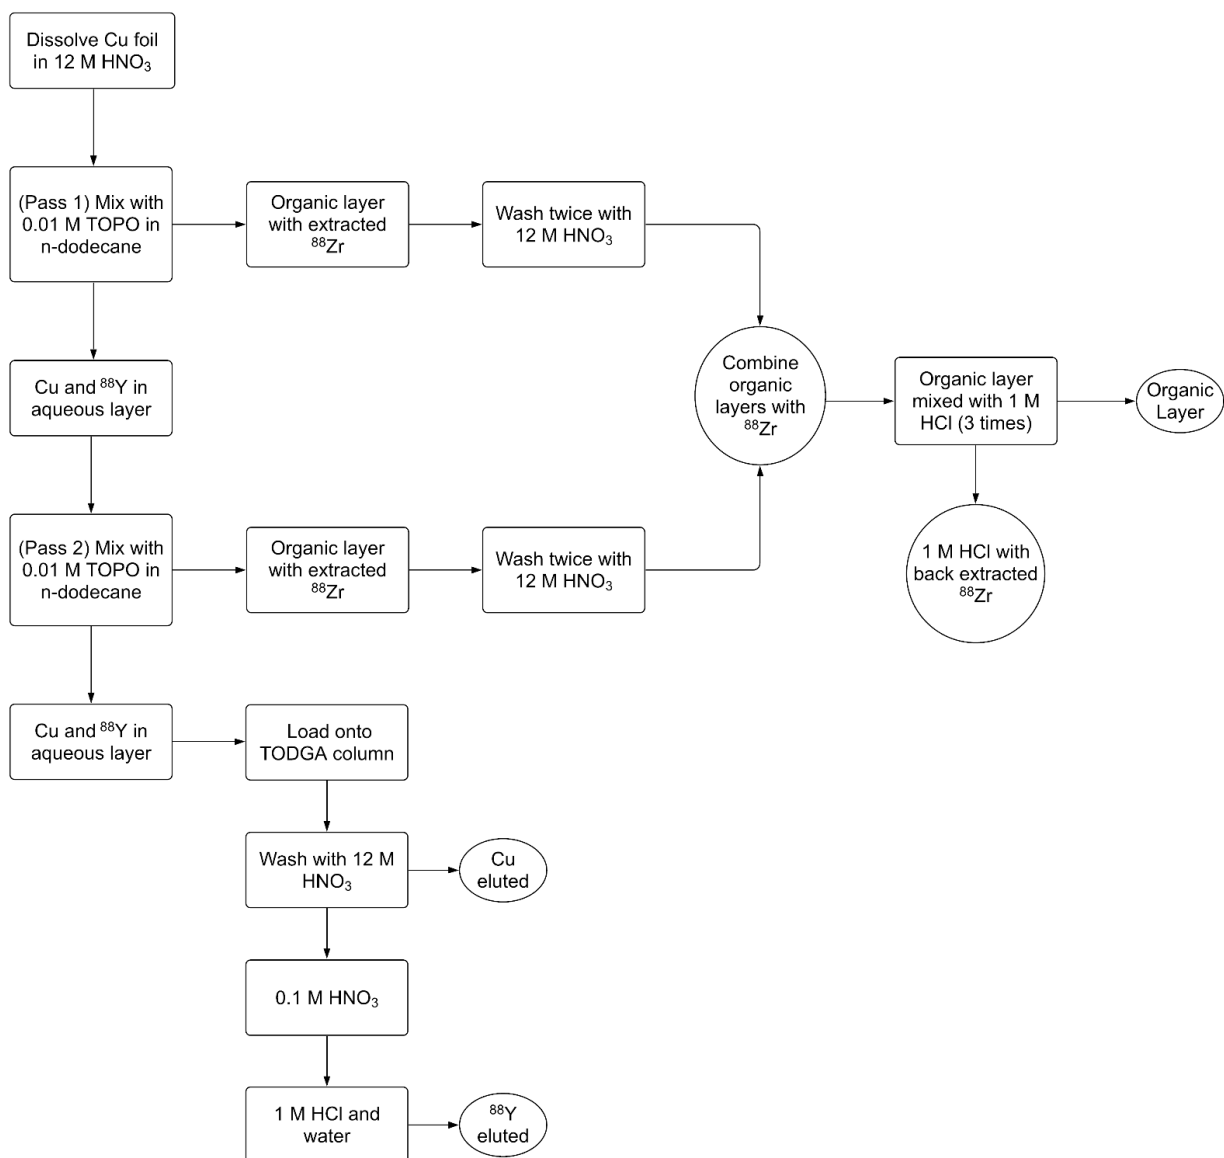 Dissolve Cu foil
in 12 M HNO₃
(Pass 1) Mix with
0.01 M TOPO in
n-dodecane
Organic layer
with extracted
⁸⁸Zr
Wash twice with
12 M HNO₃
Cu and ⁸⁸Y in
aqueous layer
Combine
organic
layers with
⁸⁸Zr
Organic layer
mixed with 1 M
HCl (3 times)
Organic
Layer
(Pass 2) Mix with
0.01 M TOPO in
n-dodecane
Organic layer
with extracted
⁸⁸Zr
Wash twice with
12 M HNO₃
1 M HCl with
back extracted
⁸⁸Zr
Cu and ⁸⁸Y in
aqueous layer
Load onto
TODGA column
Wash with 12 M
HNO₃
Cu
eluted
0.1 M HNO₃
1 M HCl and
water
⁸⁸Y
eluted